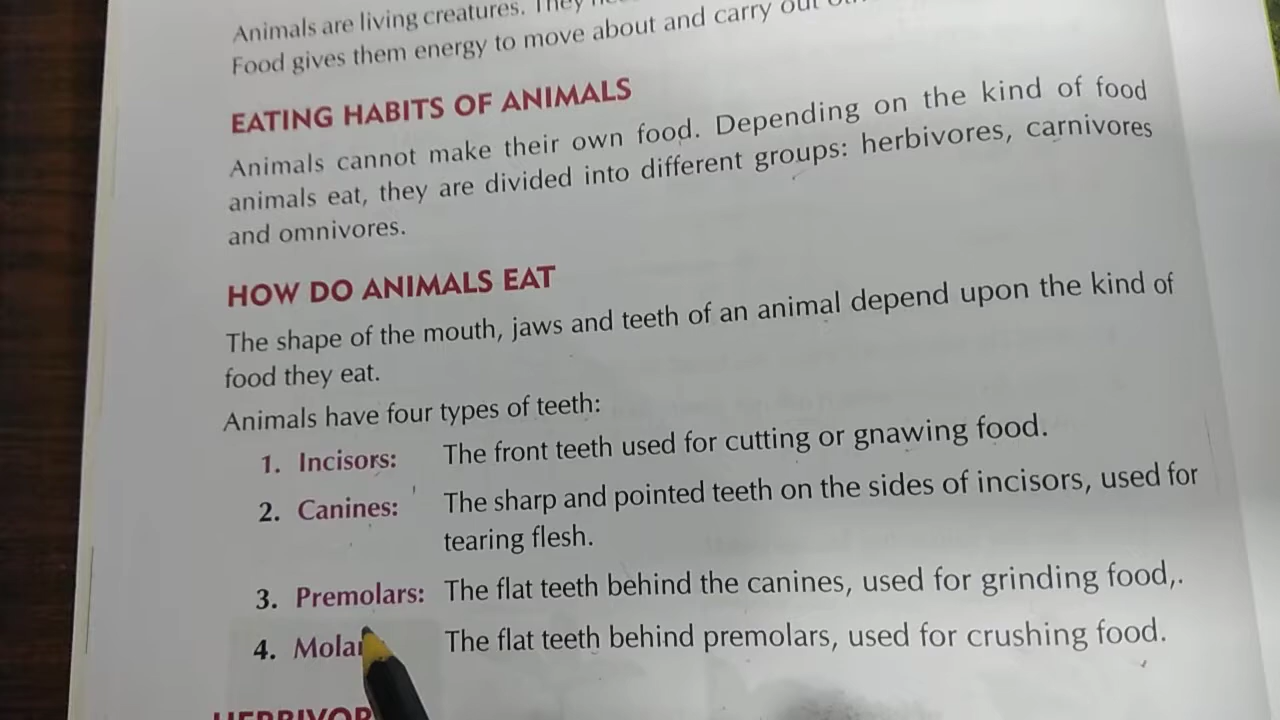 Animals are living creatures. They
Food gives them energy to move about and carry out
EATING HABITS OF ANIMALS
Animals cannot make their own food. Depending on the kind of food
animals eat, they are divided into different groups: herbivores, carnivores
and omnivores.
HOW DO ANIMALS EAT
The shape of the mouth, jaws and teeth of an animal depend upon the kind of
food they eat.
Animals have four types of teeth:
1. Incisors: The front teeth used for cutting or gnawing food.
2. Canines: The sharp and pointed teeth on the sides of incisors, used for
tearing flesh.
3. Premolars: The flat teeth behind the canines, used for grinding food,.
4. Molar The flat teeth behind premolars, used for crushing food.